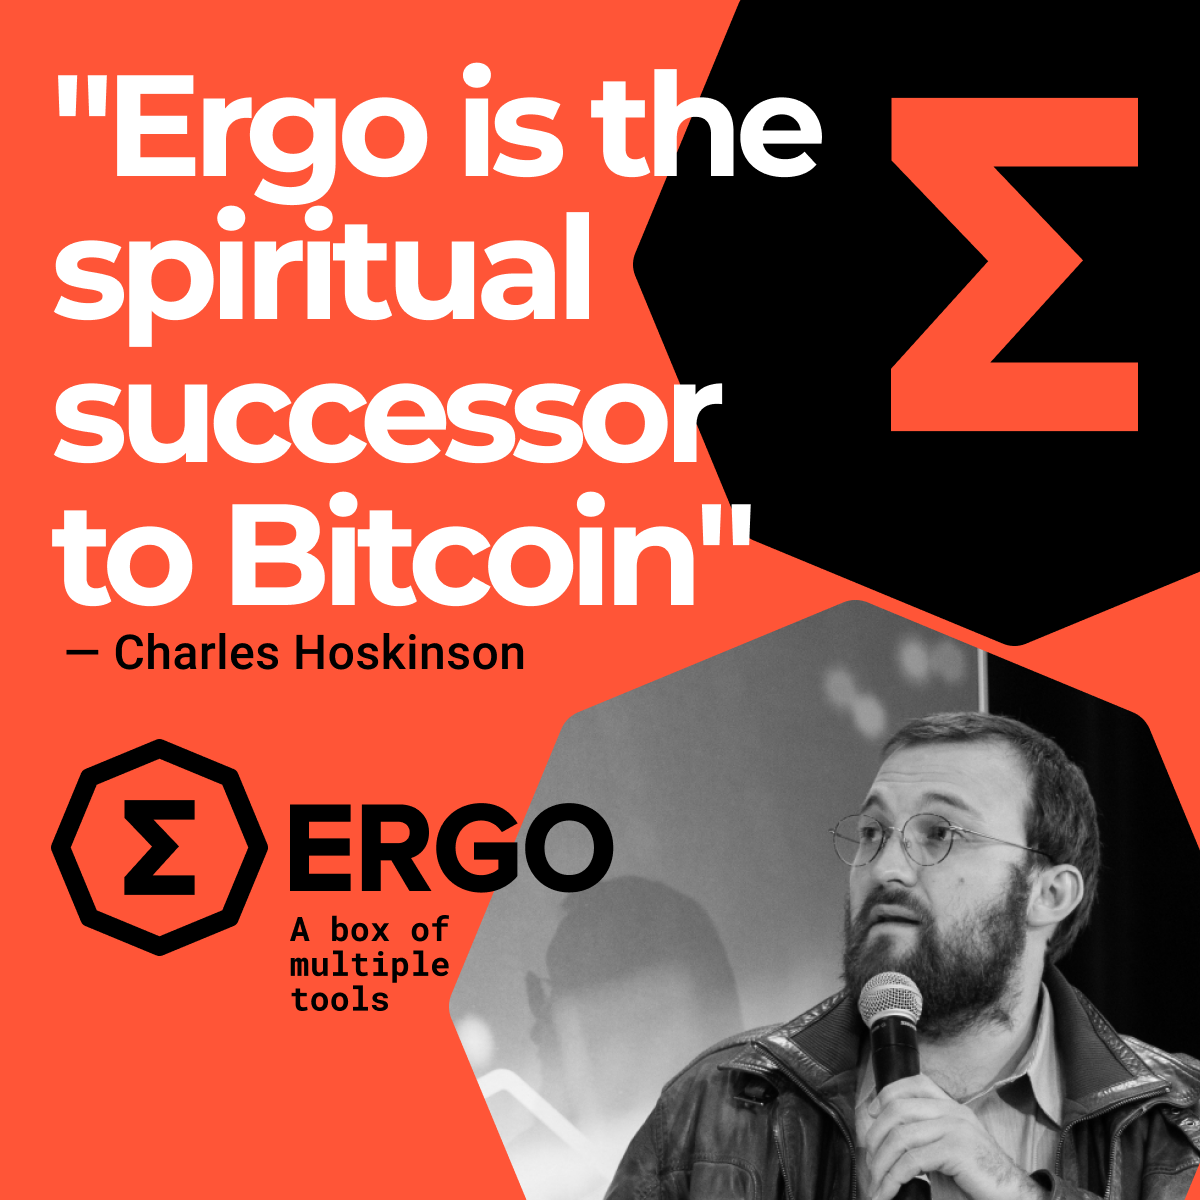 "Ergo is the
spiritual
successor
to Bitcoin"
— Charles Hoskinson
Σ ERGO
A box of
multiple
tools